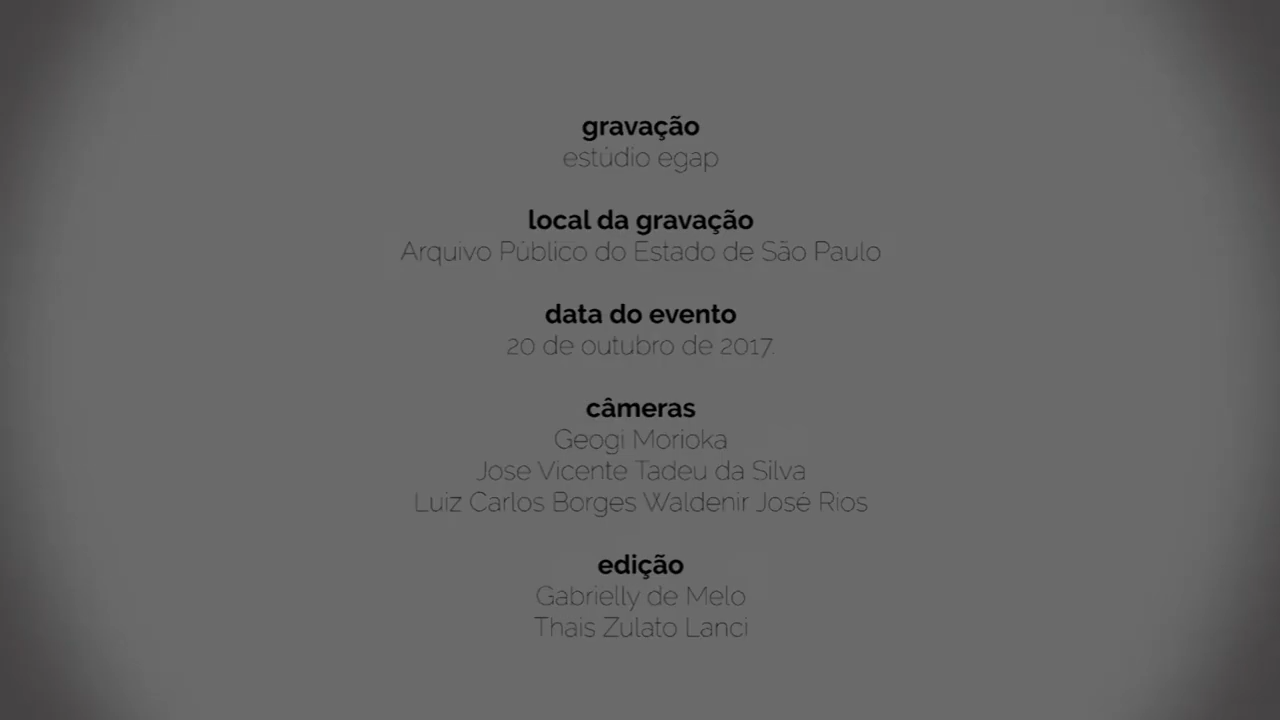 gravação
estúdio egap
local da gravação
Arquivo Público do Estado de São Paulo
data do evento
20 de outubro de 2017.
câmeras
Geogi Morioka
Jose Vicente Tadeu da Silva
Luiz Carlos Borges Waldenir José Rios
edição
Gabrielly de Melo
Thais Zulato Lanci